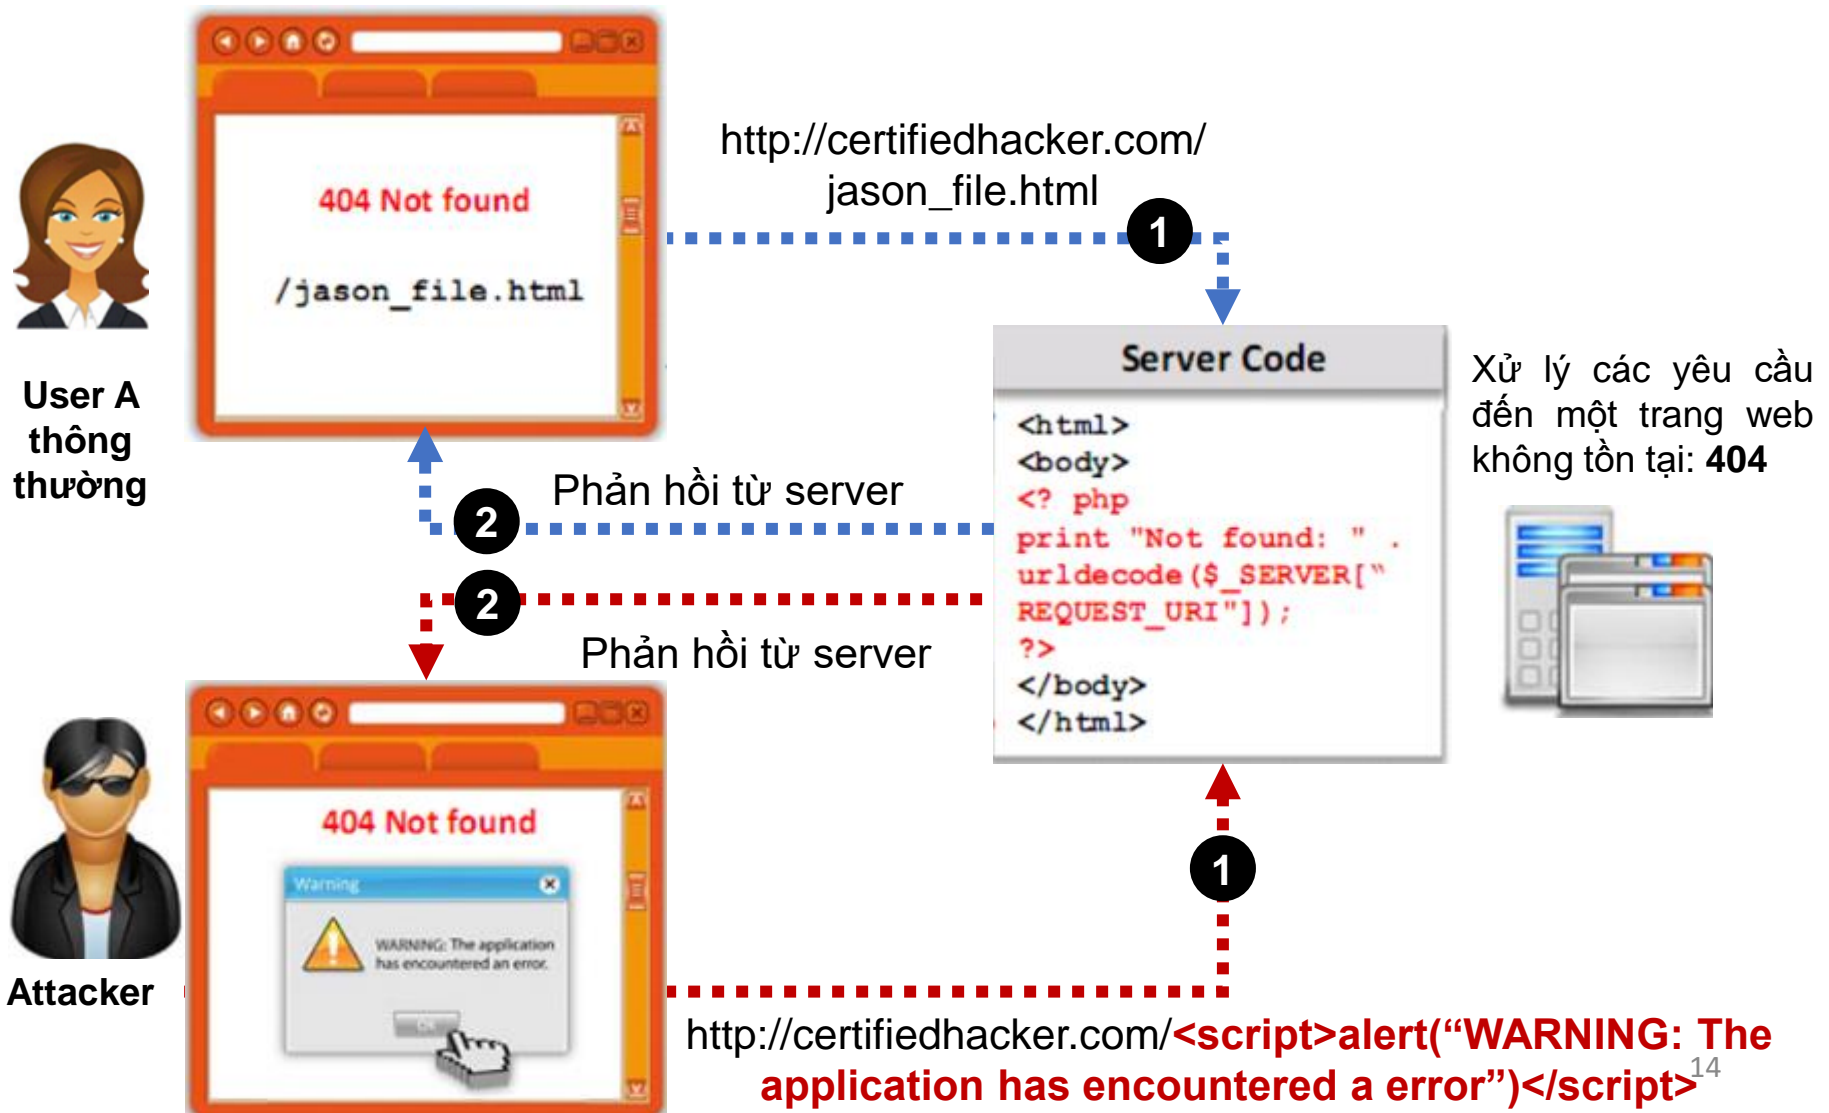 404 Not found
/jason_file.html
User A
thông
thường
http://certifiedhacker.com/
jason_file.html
1
Server Code
<html>
<body>
<? php
print "Not found: " .
urldecode($_SERVER["
REQUEST_URI"]);
?>
</body>
</html>
Xử lý các yêu cầu
đến một trang web
không tồn tại: 404
Phản hồi từ server
2
2
Phản hồi từ server
Attacker
404 Not found
Warning
WARNING: The application
has encountered an error.
OK
1
http://certifiedhacker.com/<script>alert(“WARNING: The
application has encountered a error”)</script>
14